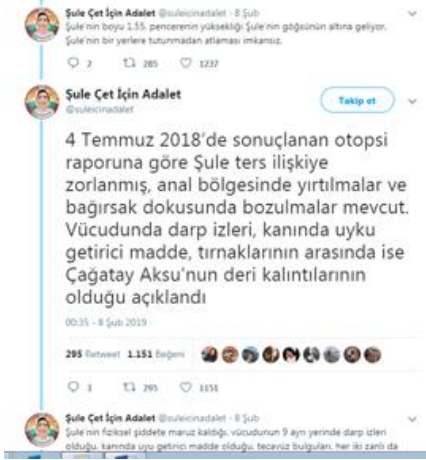 Şule Çet İçin Adalet @suleicinadalet · 8 Şub
Şule'nin boyu 1.55. pencerenin yüksekliği Şule'nin göğsünün altına geliyor.
Şule'nin bir yerlere tutunmadan atlaması imkansız.
2 285 1237
Şule Çet İçin Adalet
@suleicinadalet
Takip et
4 Temmuz 2018'de sonuçlanan otopsi
raporuna göre Şule ters ilişkiye
zorlanmış, anal bölgesinde yırtılmalar ve
bağırsak dokusunda bozulmalar mevcut.
Vücudunda darp izleri, kanında uyku
getirici madde, tırnaklarının arasında ise
Çağatay Aksu'nun deri kalıntılarının
olduğu açıklandı
00:35 - 8 Şub 2019
295 Retweet 1.151 Beğeni
3 295 1151
Şule Çet İçin Adalet @suleicinadalet · 8 Şub
Şule'nin fiziksel şiddete maruz kaldığı, vücudunun 9 ayrı yerinde darp izleri
olduğu, kanında uyu getirici madde olduğu, tecavüz bulguları, her iki zanlı da